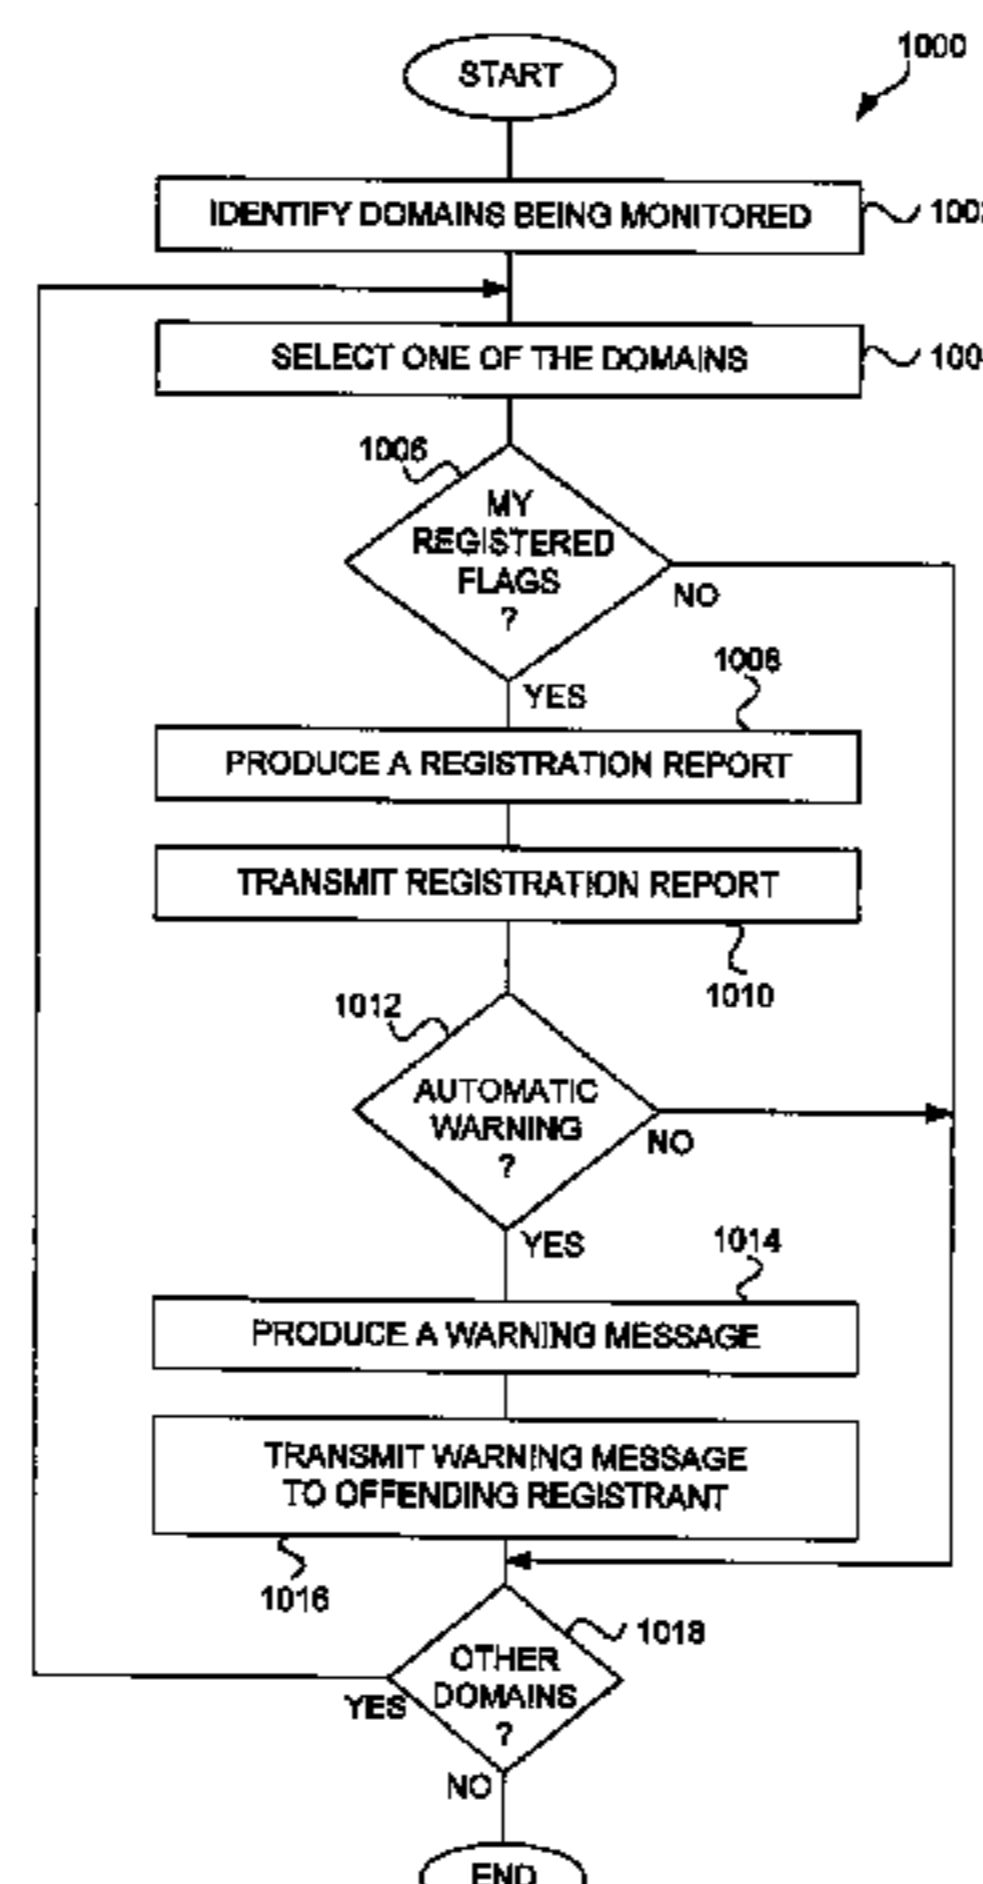 START
1000
IDENTIFY DOMAINS BEING MONITORED
SELECT ONE OF THE DOMAINS
1006
MY
REGISTERED
FLAGS
?
NO
YES
1008
PRODUCE A REGISTRATION REPORT
TRANSMIT REGISTRATION REPORT
1010
1012
AUTOMATIC
WARNING
?
NO
YES
1014
PRODUCE A WARNING MESSAGE
TRANSMIT WARNING MESSAGE
TO OFFENDING REGISTRANT
1016
1018
OTHER
DOMAINS
?
YES
NO
END